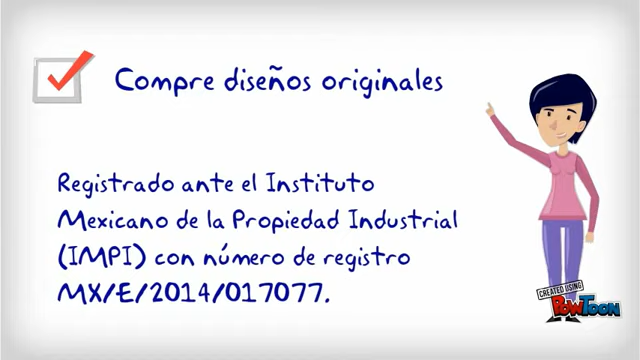 Compre diseños originales
Registrado ante el Instituto
Mexicano de la Propiedad Industrial
(IMPI) con número de registro
MX/E/2014/017077.
CREATED USING
POWTOON